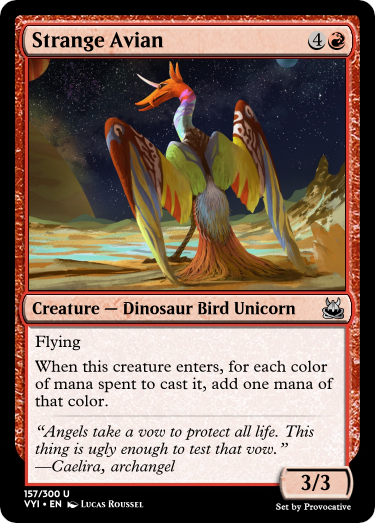 Strange Avian 4
Creature — Dinosaur Bird Unicorn
Flying
When this creature enters, for each color
of mana spent to cast it, add one mana of
that color.
“Angels take a vow to protect all life. This
thing is ugly enough to test that vow.”
—Caelira, archangel
3/3
157/300 U
VYI • EN Lucas Roussel
Set by Provocative